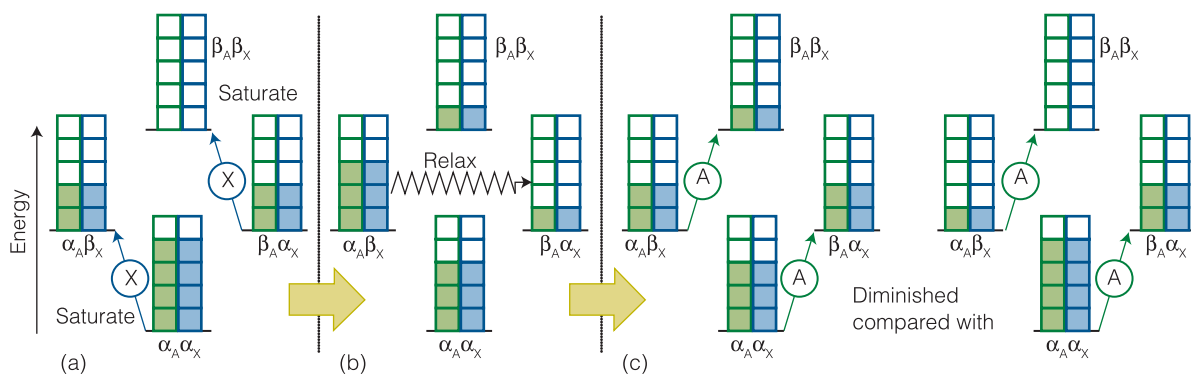 Energy
β_Aβ_X
Saturate
X
α_Aβ_X
β_Aα_X
X
Saturate
α_Aα_X
(a)
β_Aβ_X
Relax
α_Aβ_X
β_Aα_X
α_Aα_X
(b)
β_Aβ_X
A
α_Aβ_X
β_Aα_X
A
α_Aα_X
(c)
Diminished
compared with
β_Aβ_X
A
α_Aβ_X
β_Aα_X
A
α_Aα_X